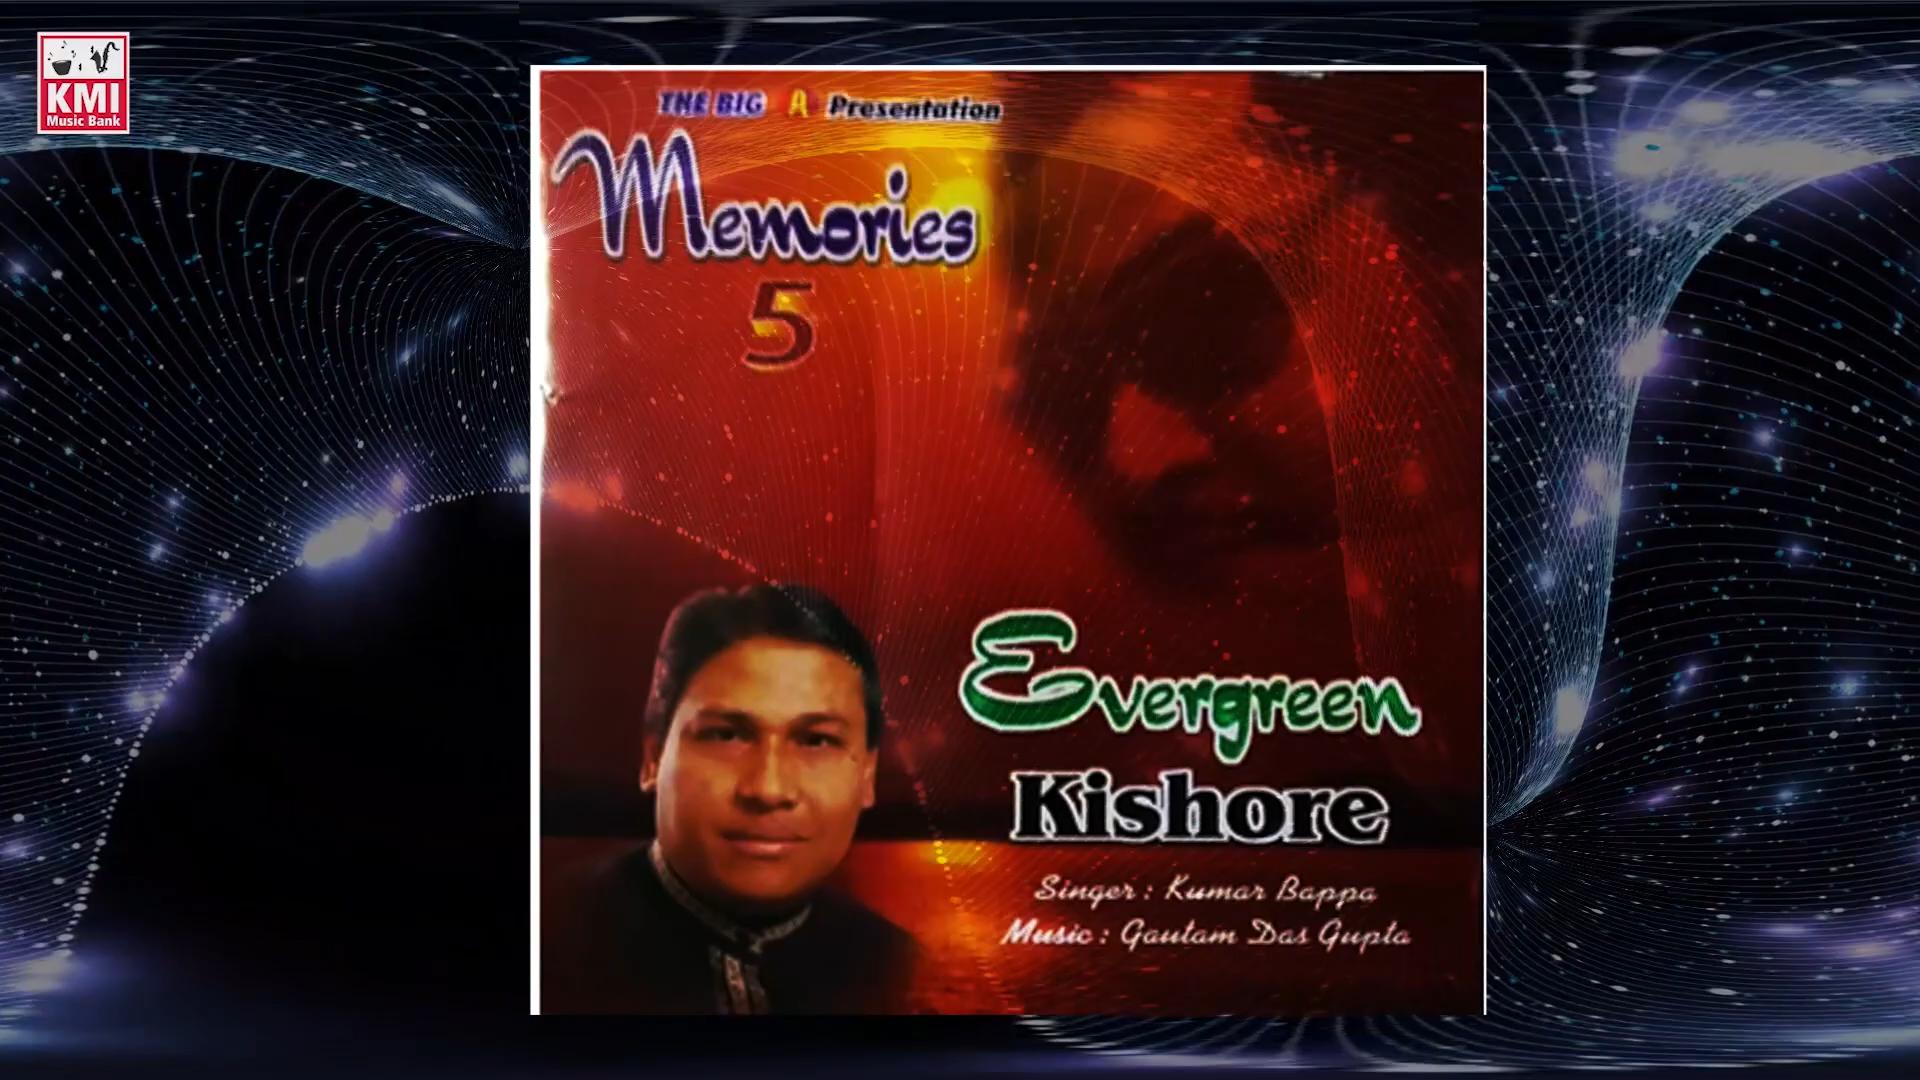 KMI
Music Bank
THE BIG A Presentation
Memories
5
Evergreen
Kishore
Singer : Kumar Bappa
Music : Gautam Das Gupta